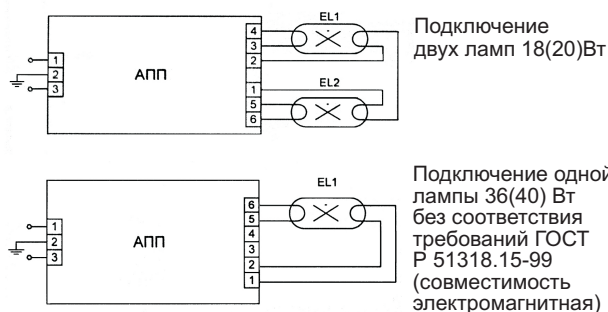 EL1
Подключение
двух ламп 18(20)Вт
4
3
2
1
2
3
АПП
EL2
1
5
6
Подключение одной
лампы 36(40) Вт
без соответствия
требований ГОСТ
Р 51318.15-99
(совместимость
электромагнитная)
EL1
6
5
4
3
2
1
1
2
3
АПП